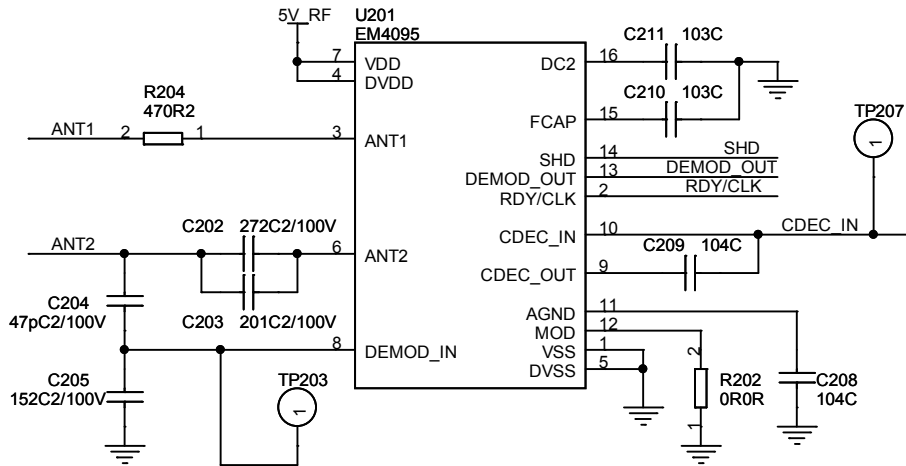 5V_RF
U201
EM4095
C211 103C
7 VDD
4 DVDD
DC2 16
R204
470R2
C210 103C
TP207
1
FCAP 15
ANT1 2 1 3 ANT1
SHD 14 SHD
DEMOD_OUT 13 DEMOD_OUT
RDY/CLK 2 RDY/CLK
C202 272C2/100V
CDEC_IN 10 CDEC_IN
ANT2 6 ANT2
C209 104C
CDEC_OUT 9
C204
47pC2/100V
C203 201C2/100V
AGND 11
MOD 12
8 DEMOD_IN
VSS 1
DVSS 5
C205
152C2/100V
TP203
1
2
R202
0R0R
1
C208
104C